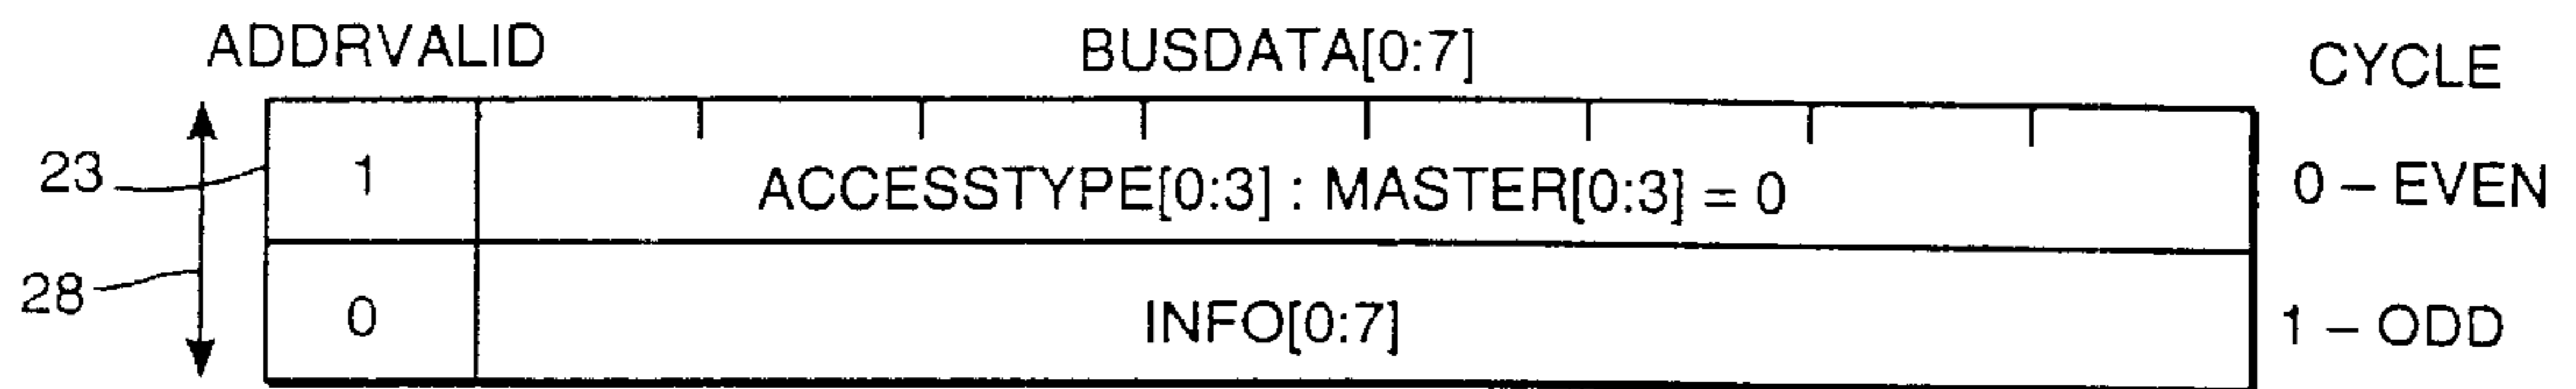 ADDRVALID BUSDATA[0:7] CYCLE
23 1 ACCESSTYPE[0:3] : MASTER[0:3] = 0 0 – EVEN
28 0 INFO[0:7] 1 – ODD